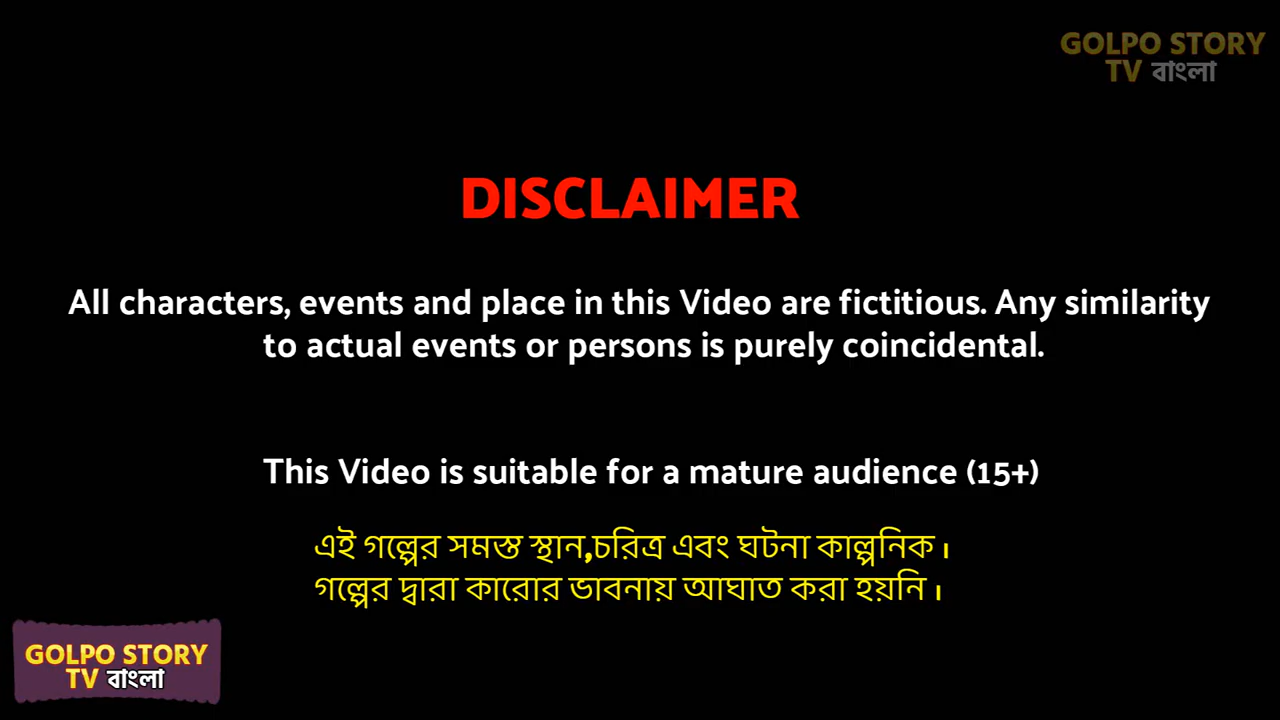 GOLPO STORY
TV বাংলা
DISCLAIMER
All characters, events and place in this Video are fictitious. Any similarity
to actual events or persons is purely coincidental.
This Video is suitable for a mature audience (15+)
এই গল্পের সমস্ত স্থান,চরিত্র এবং ঘটনা কাল্পনিক ।
গল্পের দ্বারা কারোর ভাবনায় আঘাত করা হয়নি ।
GOLPO STORY
TV বাংলা